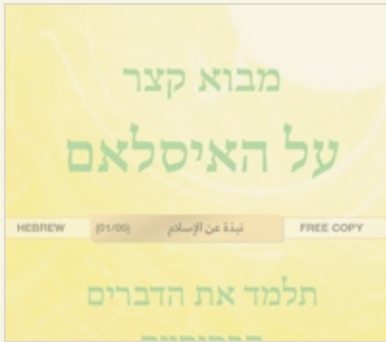 מבוא קצר
על האיסלאם
HEBREW (01/05) نبذة عن الإسلام FREE COPY
תלמד את הדברים